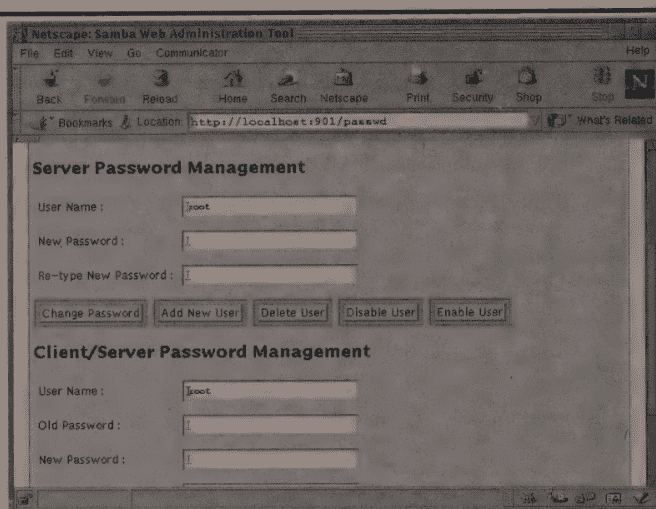 Netscape: Samba Web Administration Tool
File Edit View Go Communicator Help
Back Forward Reload Home Search Netscape Print Security Shop Stop
N
Bookmarks Location http://localhost:901/passwd What's Related
Server Password Management
User Name : root
New Password :
Re-type New Password :
Change Password Add New User Delete User Disable User Enable User
Client/Server Password Management
User Name : root
Old Password :
New Password :